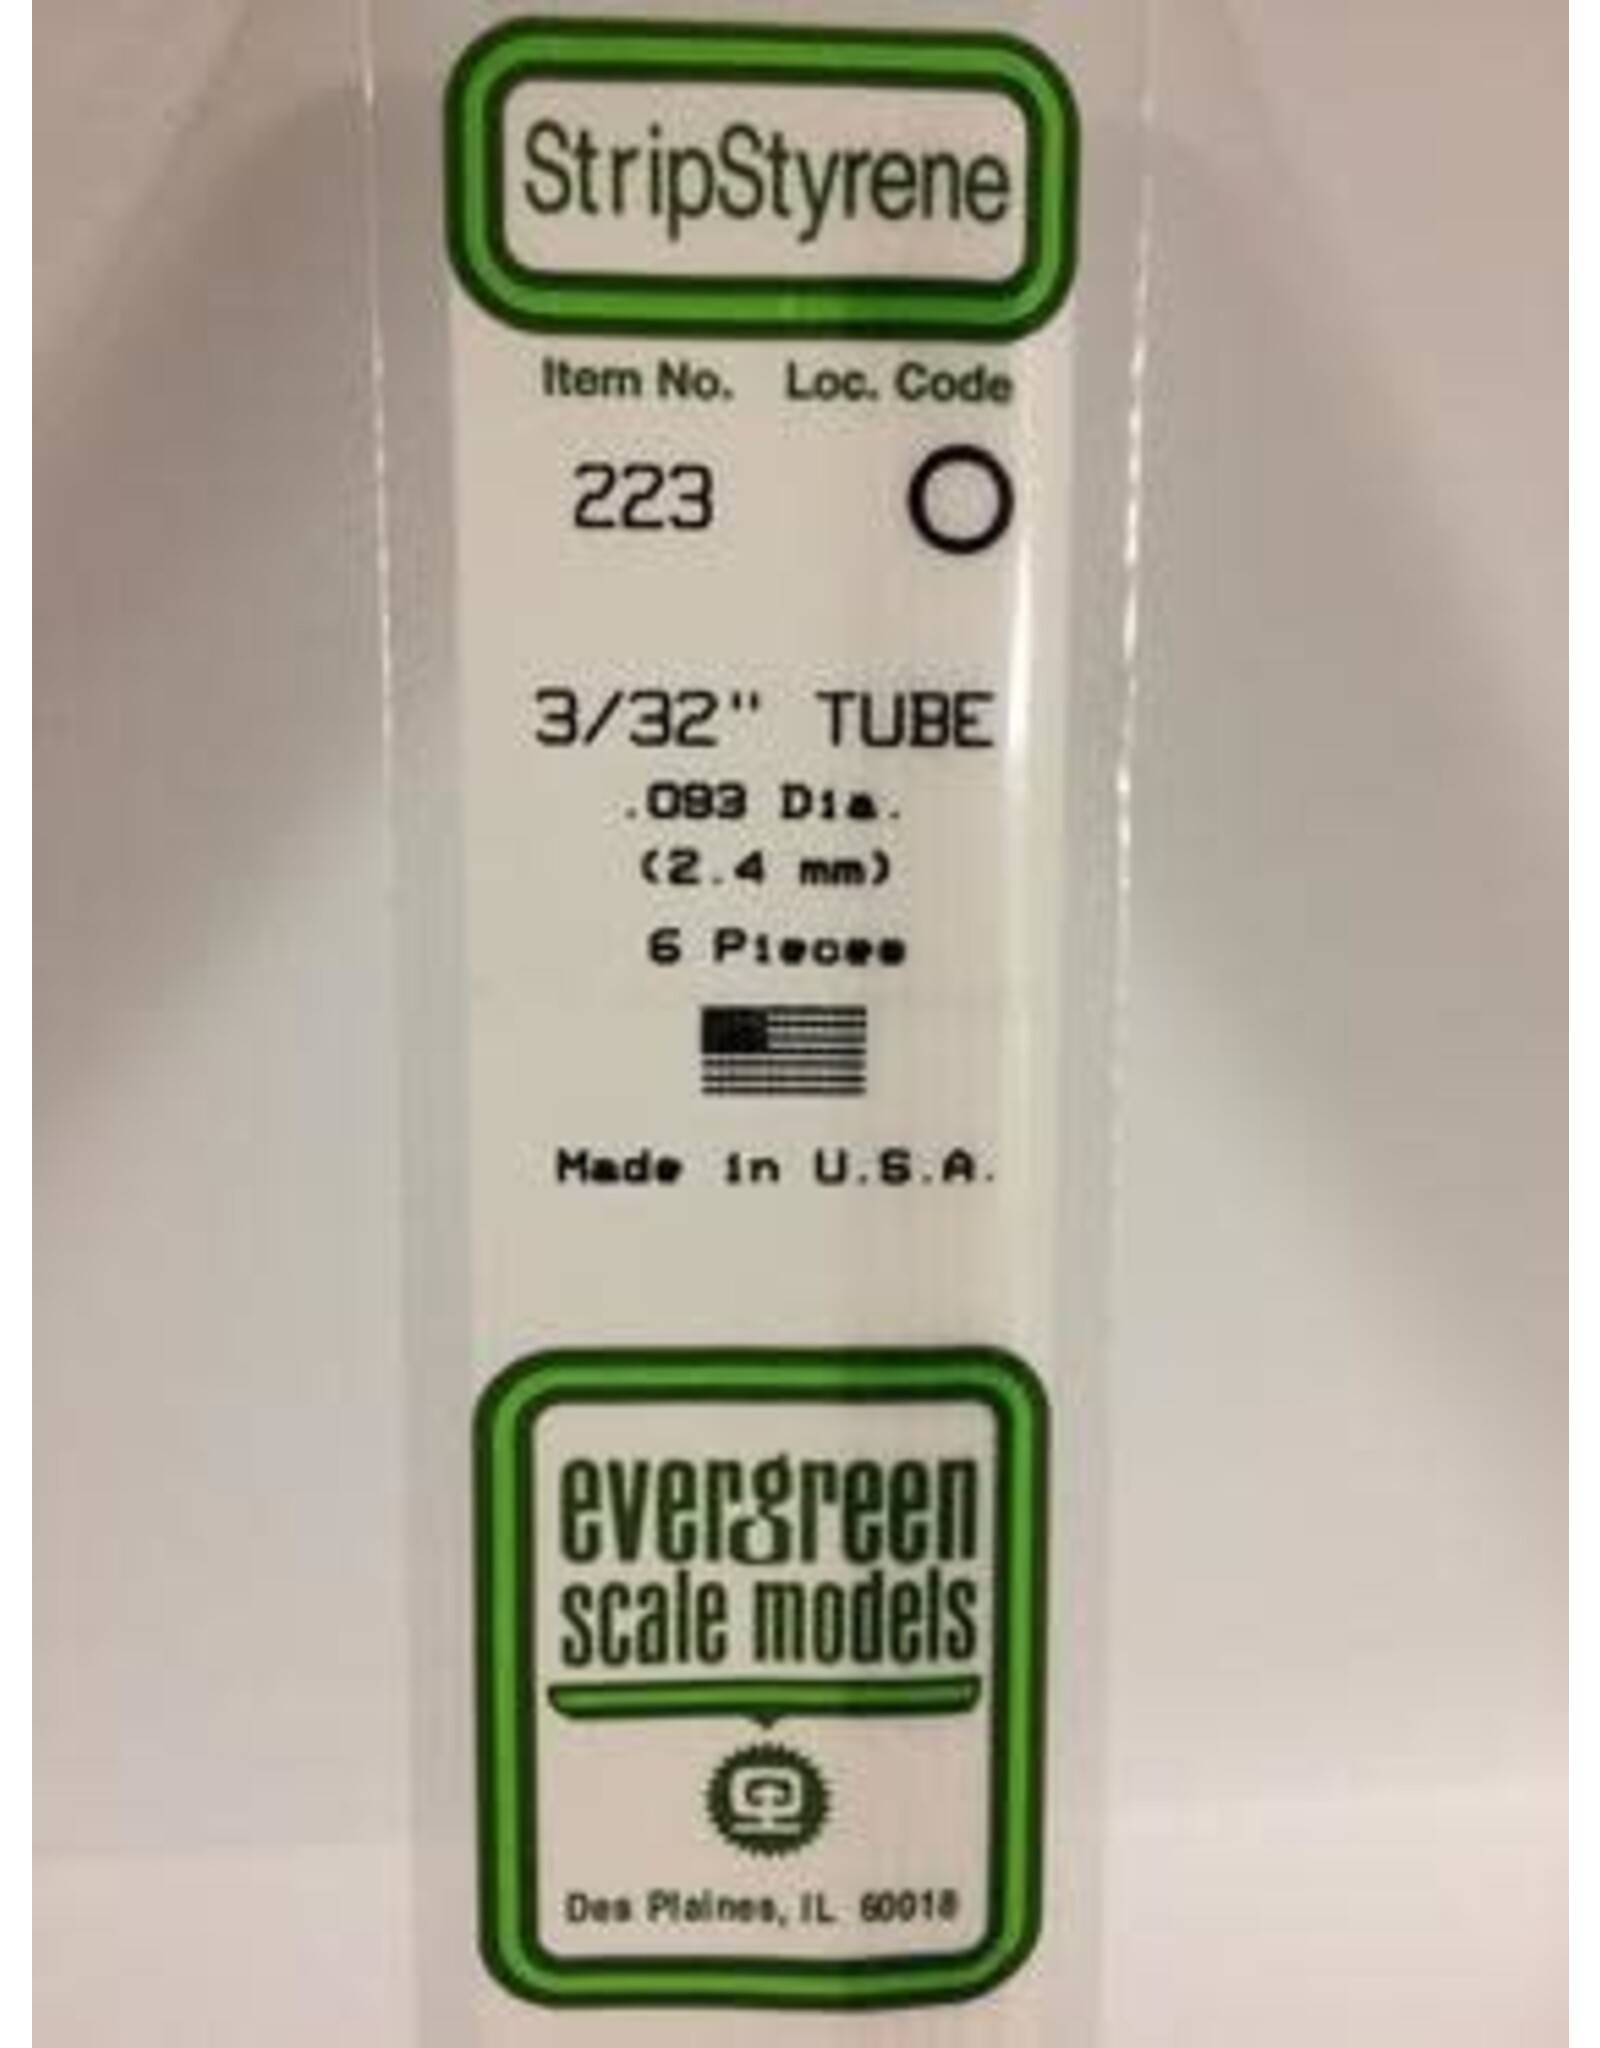 StripStyrene
Item No. Loc. Code
223
3/32" TUBE
.093 Dia.
(2.4 mm)
6 Pieces
Made in U.S.A.
evergreen
scale models
Des Plaines, IL 60018